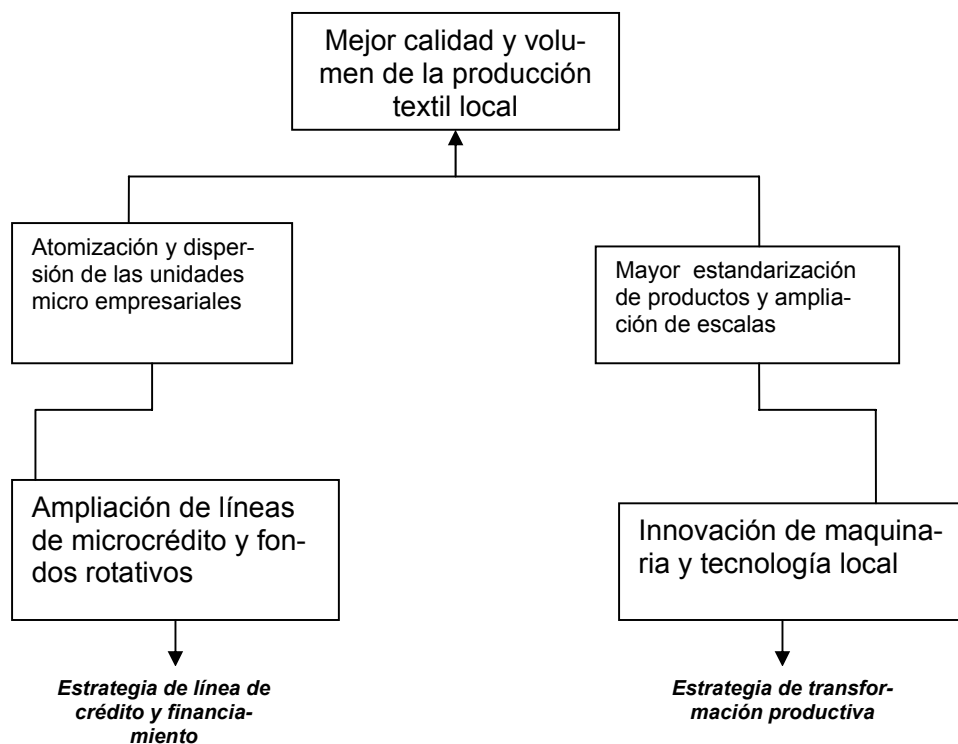 Mejor calidad y volu-
men de la producción
textil local
Atomización y disper-
sión de las unidades
micro empresariales
Mayor estandarización
de productos y amplia-
ción de escalas
Ampliación de líneas
de microcrédito y fon-
dos rotativos
Innovación de maquina-
ria y tecnología local
Estrategia de línea de
crédito y financia-
miento
Estrategia de transfor-
mación productiva